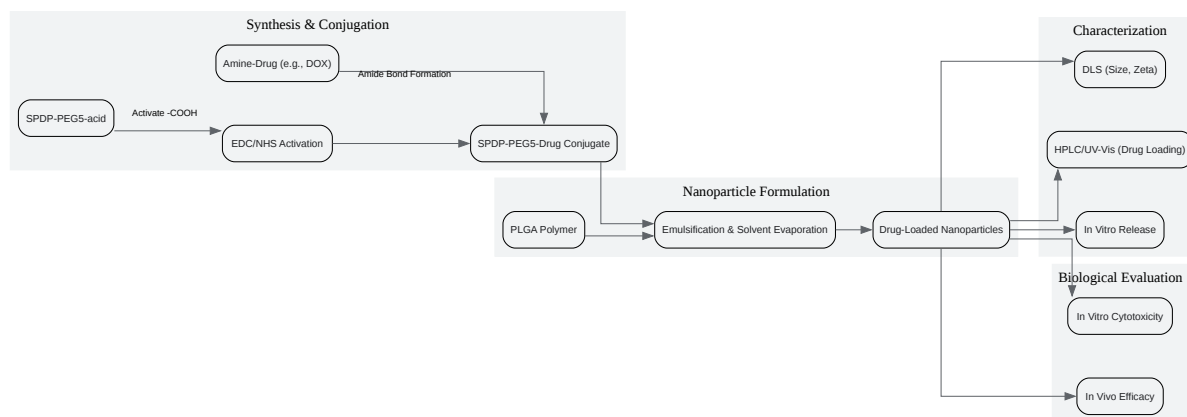 Synthesis & Conjugation
Amine-Drug (e.g., DOX)
Amide Bond Formation
SPDP-PEG5-acid
Activate -COOH
EDC/NHS Activation
SPDP-PEG5-Drug Conjugate
Nanoparticle Formulation
PLGA Polymer
Emulsification & Solvent Evaporation
Drug-Loaded Nanoparticles
Characterization
DLS (Size, Zeta)
HPLC/UV-Vis (Drug Loading)
In Vitro Release
Biological Evaluation
In Vitro Cytotoxicity
In Vivo Efficacy